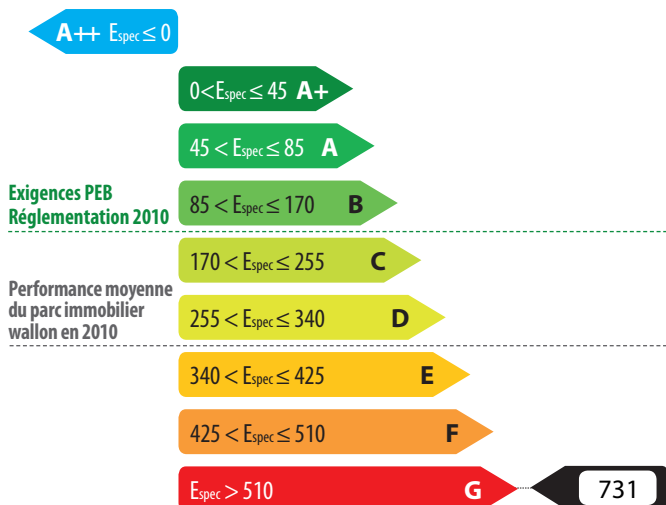 A++ Espec ≤ 0
0<Espec ≤ 45 A+
45 < Espec ≤ 85 A
Exigences PEB
Réglementation 2010
85 < Espec ≤ 170 B
170 < Espec ≤ 255 C
Performance moyenne
du parc immobilier
wallon en 2010
255 < Espec ≤ 340 D
340 < Espec ≤ 425 E
425 < Espec ≤ 510 F
Espec > 510 G
731